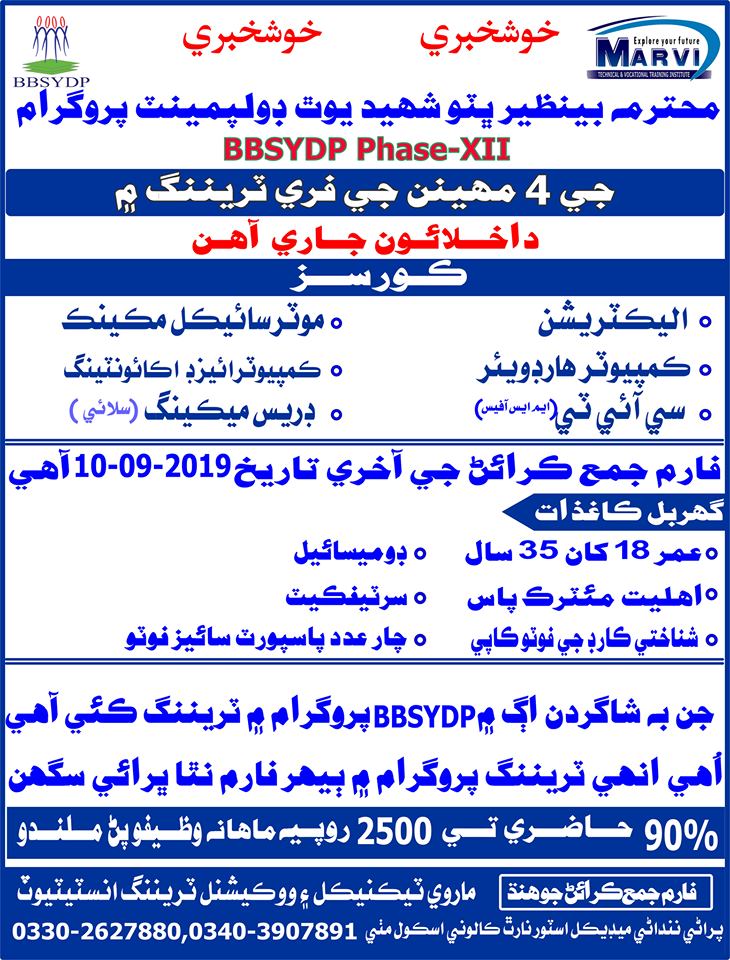 خوشخبري
خوشخبري
BBSYDP
Explore your future
MARVI
TECHNICAL & VOCATIONAL TRAINING INSTITUTE
محترمہ بينظير ڀٽو شهيد يوٿ ڊولپمينٽ پروگرام
BBSYDP Phase-XII
جي 4 مهينن جي فري ٽريننگ ۾
داخلائون جاري آهن
ڪورسز
اليڪٽريشن
موٽرسائيڪل مڪينڪ
ڪمپيوٽر هارڊويئر
ڪمپيوٽرائيزڊ اڪائونٽينگ
سي آئي ٽي (ايم ايس آفيس)
ڊريس ميڪينگ (سلائي)
فارم جمع ڪرائڻ جي آخري تاريخ 10-09-2019 آهي
گهربل ڪاغذات
عمر 18 کان 35 سال
ڊوميسائيل
اهليت مئٽرڪ پاس
سرٽيفڪيٽ
شناختي ڪارڊ جي فوٽو ڪاپي
چار عدد پاسپورٽ سائيز فوٽو
جن به شاگردن اڳ ۾ BBSYDP پروگرام ۾ ٽريننگ ڪئي آهي
اُهي انهي ٽريننگ پروگرام ۾ ٻيهر فارم نٿا ڀرائي سگهن
90% حاضري تي 2500 روپيه ماهانه وظيفو پڻ ملندو
فارم جمع ڪرائڻ جو هنڌ
ماروي ٽيڪنيڪل ۽ ووڪيشنل ٽريننگ انسٽيٽيوٽ
پراڻي ننداڻي ميڊيڪل اسٽور نارٿ ڪالوني اسڪول مٺي
0330-2627880,0340-3907891